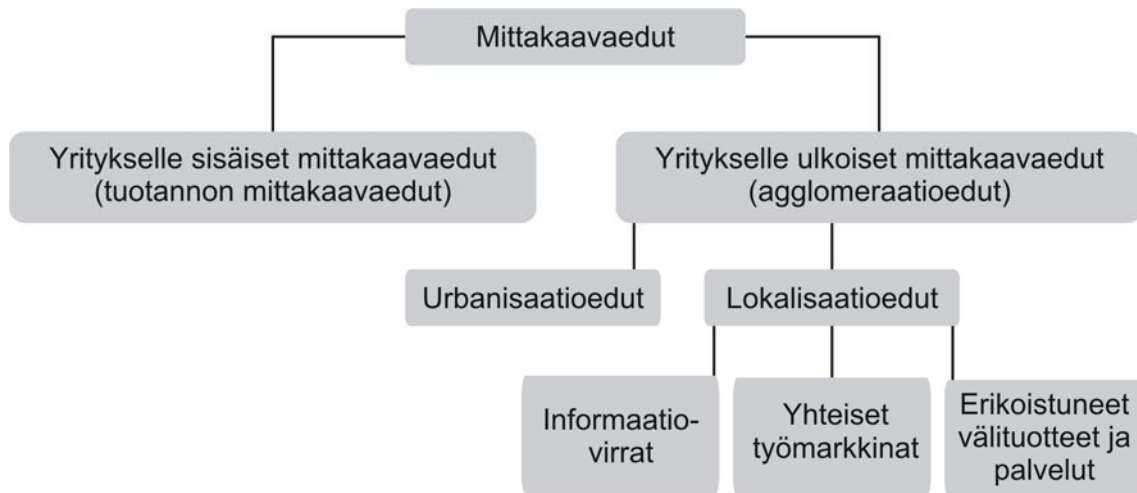 Mittakaavaedut
Yritykselle sisäiset mittakaavaedut
(tuotannon mittakaavaedut)
Yritykselle ulkoiset mittakaavaedut
(agglomeraatioedut)
Urbanisaatioedut
Lokalisaatioedut
Informaatio-
virrat
Yhteiset
työmarkkinat
Erikoistuneet
välituotteet ja
palvelut